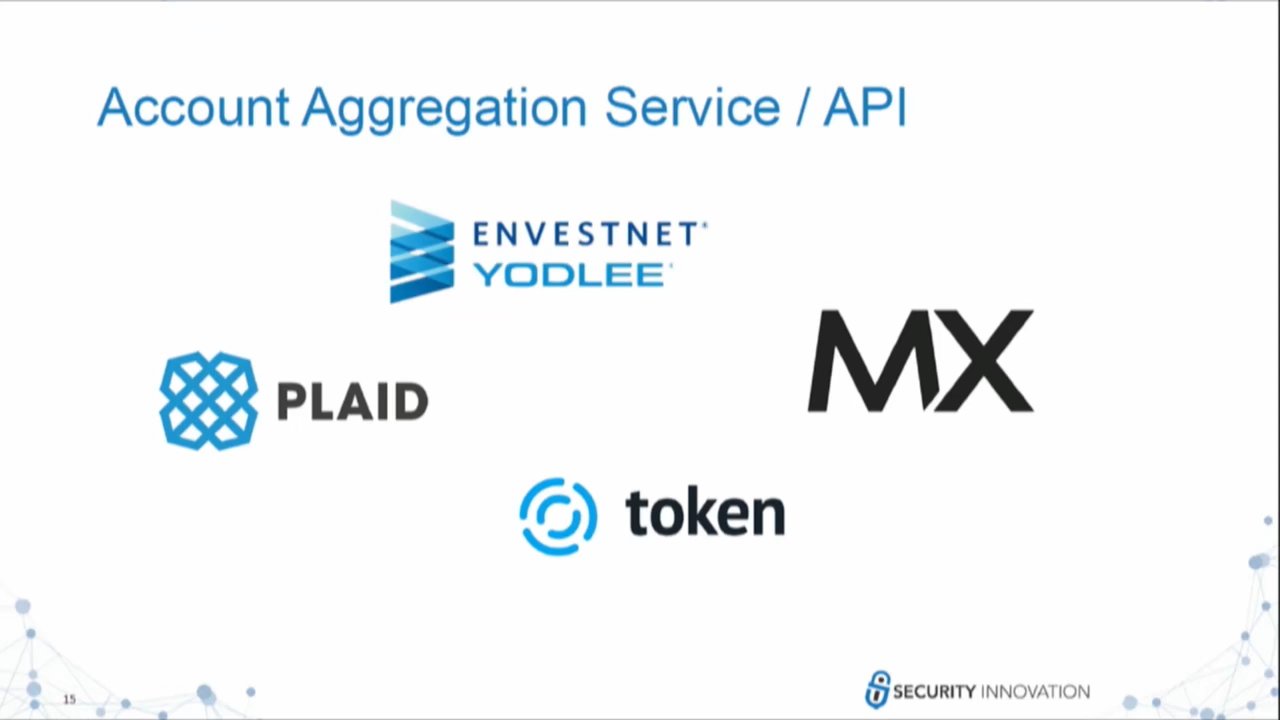 Account Aggregation Service / API
ENVESTNET®
YODLEE®
MX
PLAID
token
15
SECURITY INNOVATION